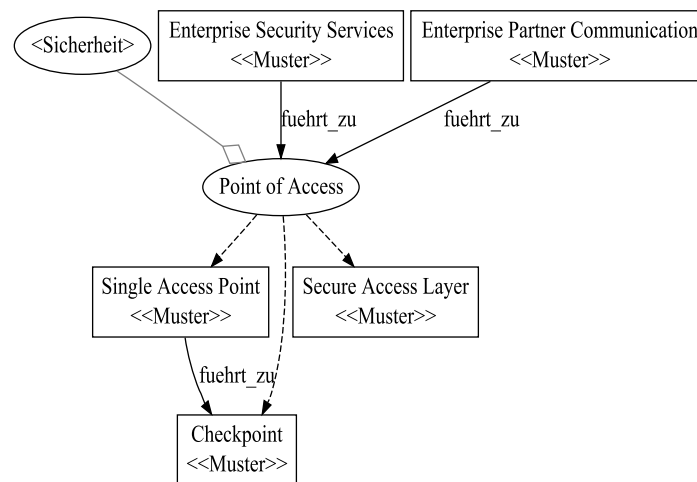 <Sicherheit>
Enterprise Security Services
<<Muster>>
Enterprise Partner Communication
<<Muster>>
fuehrt_zu
fuehrt_zu
Point of Access
Single Access Point
<<Muster>>
Secure Access Layer
<<Muster>>
fuehrt_zu
Checkpoint
<<Muster>>